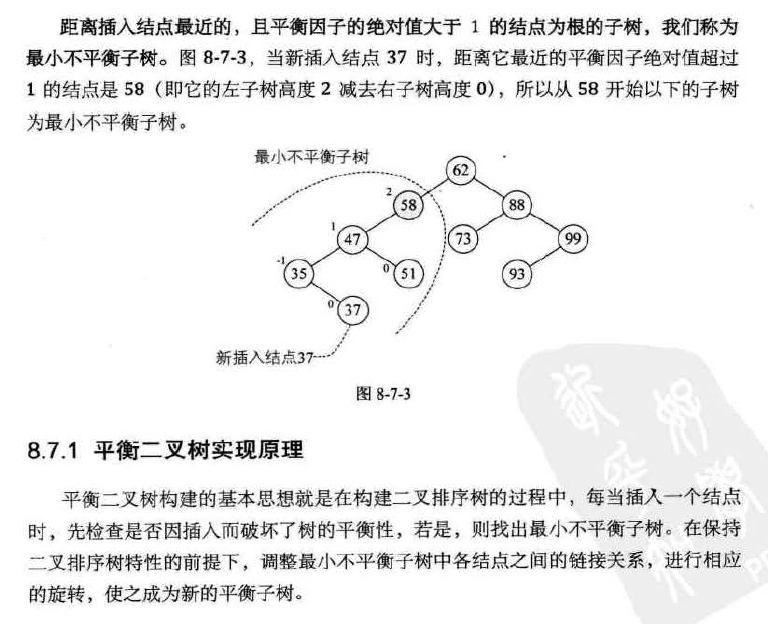 距离插入结点最近的，且平衡因子的绝对值大于 1 的结点为根的子树，我们称为
最小不平衡子树。图 8-7-3，当新插入结点 37 时，距离它最近的平衡因子绝对值超过
1 的结点是 58（即它的左子树高度 2 减去右子树高度 0），所以从 58 开始以下的子树
为最小不平衡子树。
最小不平衡子树
62
2
58
88
1
47
73
99
-1
35
0
51
93
0
37
新插入结点37
图 8-7-3
8.7.1 平衡二叉树实现原理
平衡二叉树构建的基本思想就是在构建二叉排序树的过程中，每当插入一个结点
时，先检查是否因插入而破坏了树的平衡性，若是，则找出最小不平衡子树。在保持
二叉排序树特性的前提下，调整最小不平衡子树中各结点之间的链接关系，进行相应
的旋转，使之成为新的平衡子树。